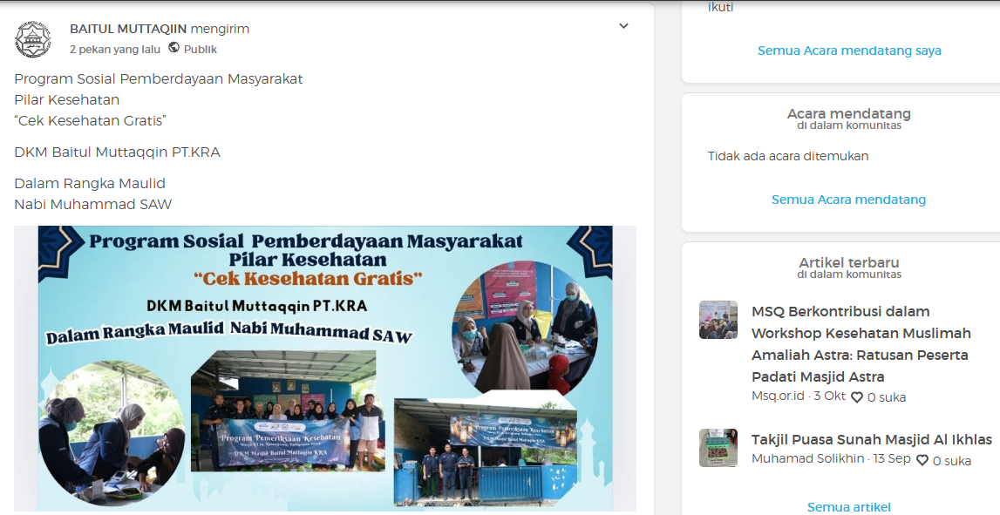 BAITUL MUTTAQIIN mengirim
2 pekan yang lalu Publik
Program Sosial Pemberdayaan Masyarakat
Pilar Kesehatan
“Cek Kesehatan Gratis”
DKM Baitul Muttaqqin PT.KRA
Dalam Rangka Maulid
Nabi Muhammad SAW
Program Sosial Pemberdayaan Masyarakat
Pilar Kesehatan
“Cek Kesehatan Gratis”
DKM Baitul Muttaqqin PT.KRA
Dalam Rangka Maulid Nabi Muhammad SAW
Program Pemeriksaan Kesehatan
DKM Masjid Baitul Muttaqin KRA
Program Pemeriksaan Kesehatan
DKM Masjid Baitul Muttaqin KRA
ikuti
Semua Acara mendatang saya
Acara mendatang
di dalam komunitas
Tidak ada acara ditemukan
Semua Acara mendatang
Artikel terbaru
di dalam komunitas
MSQ Berkontribusi dalam
Workshop Kesehatan Muslimah
Amaliah Astra: Ratusan Peserta
Padati Masjid Astra
Msq.or.id · 3 Okt 0 suka
Takjil Puasa Sunah Masjid Al Ikhlas
Muhamad Solikhin · 13 Sep 0 suka
Semua artikel